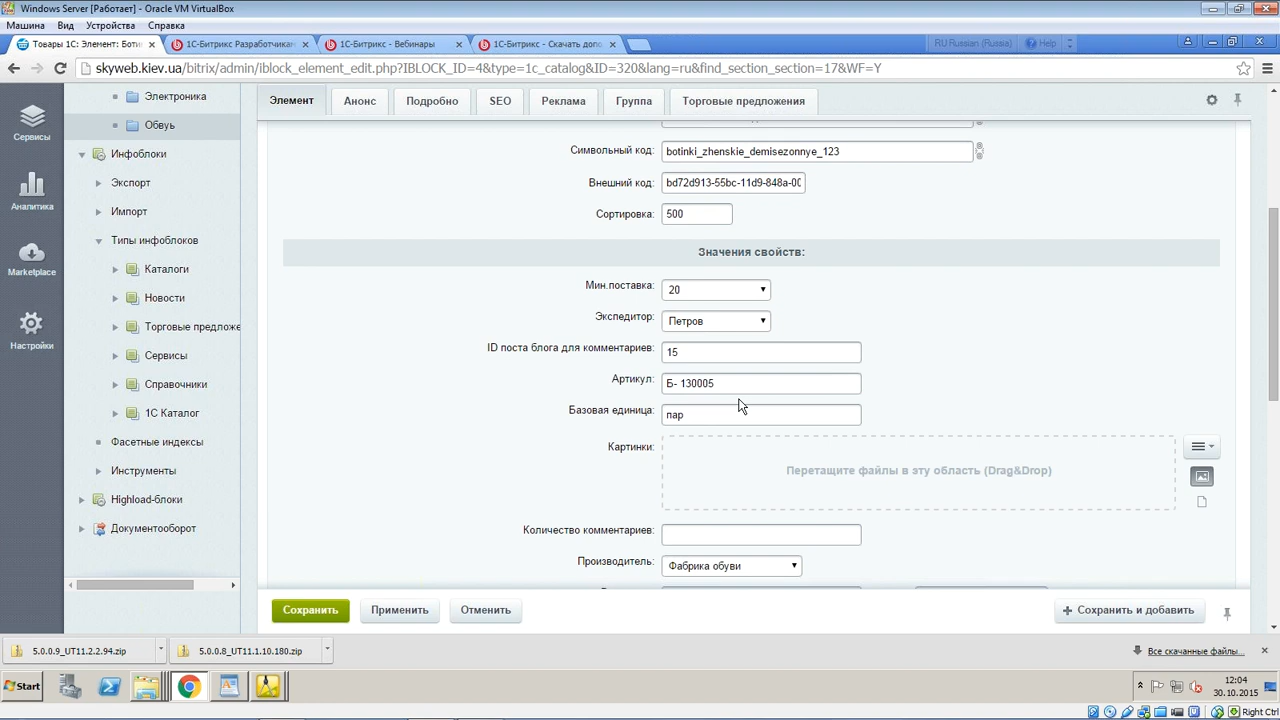 Windows Server [Работает] - Oracle VM VirtualBox
Машина Вид Устройства Справка
Товары 1С: Элемент: Боти
1С-Битрикс Разработчикам
1С-Битрикс - Вебинары
1С-Битрикс - Скачать допо
RU Russian (Russia) Help
skyweb.kiev.ua/bitrix/admin/iblock_element_edit.php?IBLOCK_ID=4&type=1c_catalog&ID=320&lang=ru&find_section_section=17&WF=Y
Сервисы
Аналитика
Marketplace
Настройки
Электроника
Обвуь
Инфоблоки
Экспорт
Импорт
Типы инфоблоков
Каталоги
Новости
Торговые предложе
Сервисы
Справочники
1С Каталог
Фасетные индексы
Инструменты
Highload-блоки
Документооборот
Элемент Анонс Подробно SEO Реклама Группа Торговые предложения
Символьный код: botinki_zhenskie_demisezonnye_123
Внешний код: bd72d913-55bc-11d9-848a-00
Сортировка: 500
Значения свойств:
Мин.поставка: 20
Экспедитор: Петров
ID поста блога для комментариев: 15
Артикул: Б- 130005
Базовая единица: пар
Картинки: Перетащите файлы в эту область (Drag&Drop)
Количество комментариев:
Производитель: Фабрика обуви
Сохранить Применить Отменить + Сохранить и добавить
5.0.0.9_UT11.2.2.94.zip 5.0.0.8_UT11.1.10.180.zip Все скачанные файлы...
Start
12:04
30.10.2015
Right Ctrl